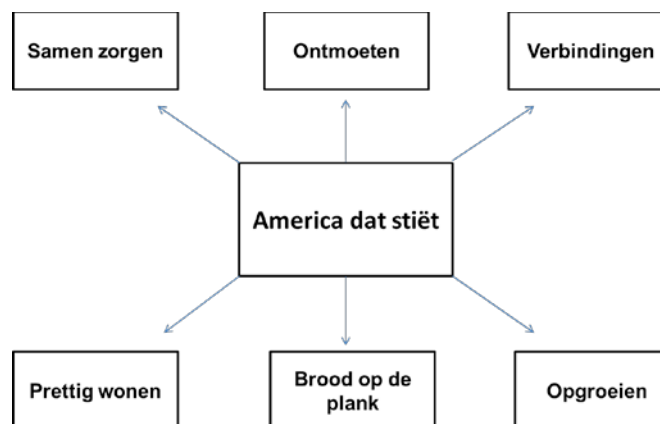 Samen zorgen
Ontmoeten
Verbindingen
America dat stiët
Prettig wonen
Brood op de
plank
Opgroeien